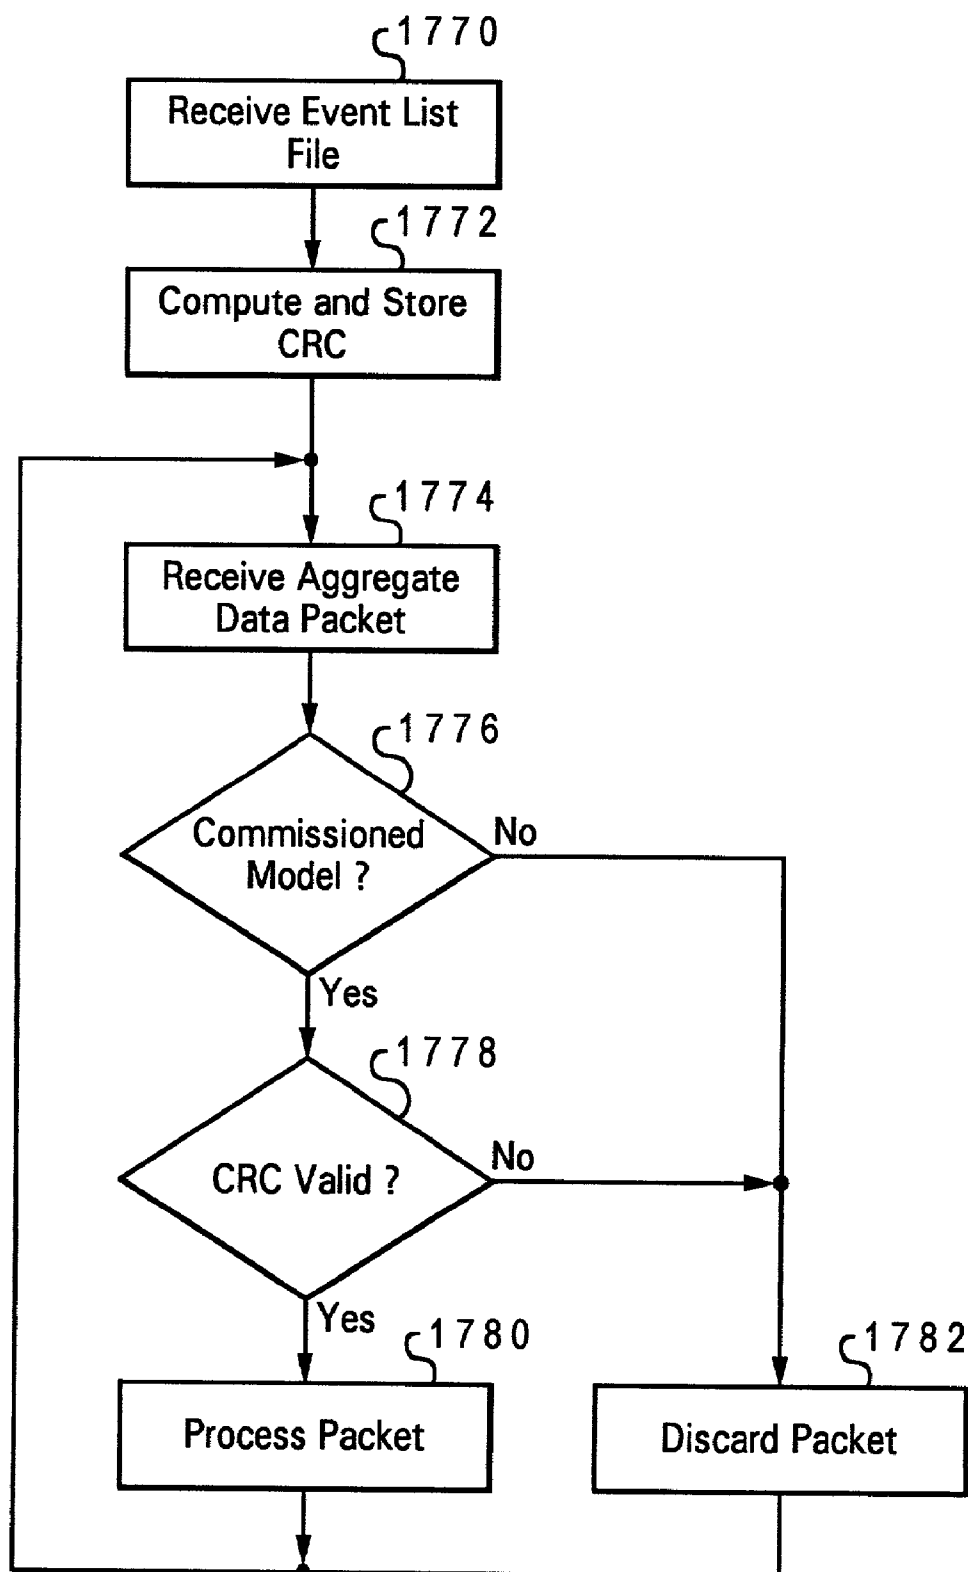 1770
Receive Event List
File
1772
Compute and Store
CRC
1774
Receive Aggregate
Data Packet
1776
Commissioned
Model ?
No
Yes
1778
CRC Valid ?
No
Yes
1780
Process Packet
1782
Discard Packet